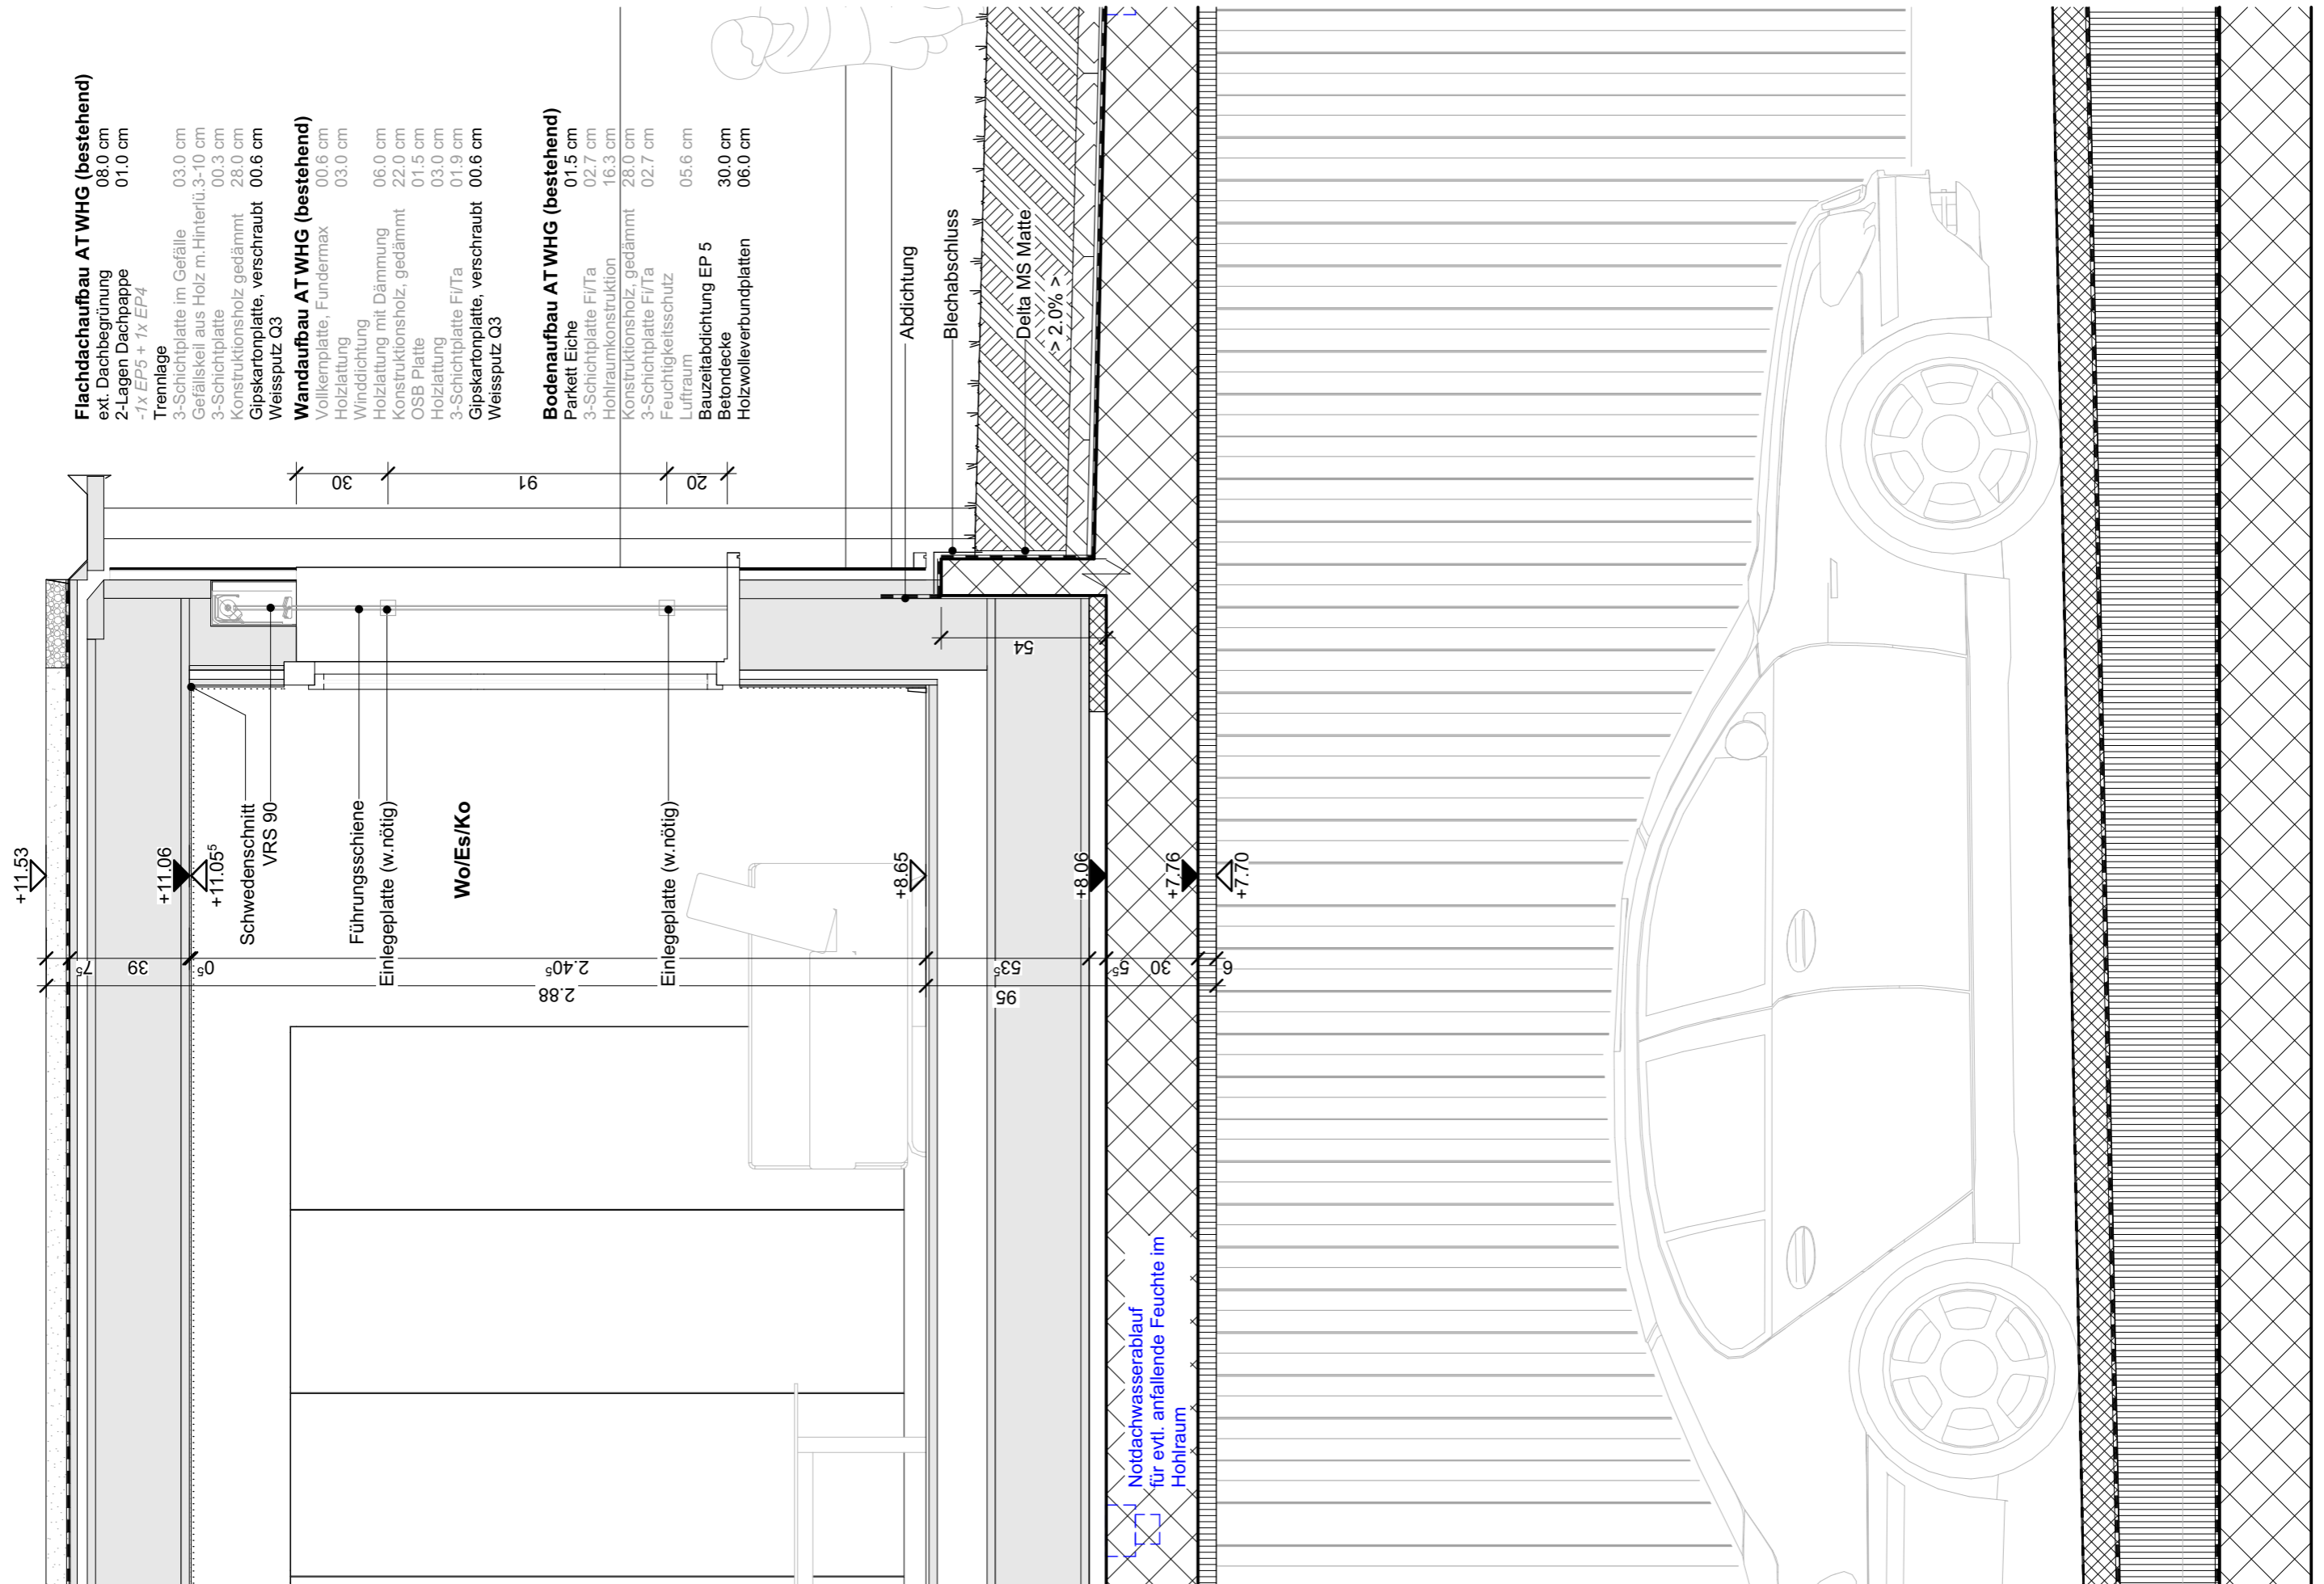 Flachdachaufbau ATWHG (bestehend)
ext. Dachbegrünung 08.0 cm
2-Lagen Dachpappe 01.0 cm
-1x EP5 + 1x EP4
Trennlage
3-Schichtplatte im Gefälle 03.0 cm
Gefällskeil aus Holz m.Hinterlü.3-10 cm
3-Schichtplatte 00.3 cm
Konstruktionsholz gedämmt 28.0 cm
Gipskartonplatte, verschraubt 00.6 cm
Weissputz Q3
Wandaufbau ATWHG (bestehend)
Vollkernplatte, Fundermax 00.6 cm
Holzlattung 03.0 cm
Winddichtung
Holzlattung mit Dämmung 06.0 cm
Konstruktionsholz, gedämmt 22.0 cm
OSB Platte 01.5 cm
Holzlattung 03.0 cm
3-Schichtplatte Fi/Ta 01.9 cm
Gipskartonplatte, verschraubt 00.6 cm
Weissputz Q3
Bodenaufbau ATWHG (bestehend)
Parkett Eiche 01.5 cm
3-Schichtplatte Fi/Ta 02.7 cm
Hohlraumkonstruktion 16.3 cm
Konstruktionsholz, gedämmt 28.0 cm
3-Schichtplatte Fi/Ta 02.7 cm
Feuchtigkeitsschutz
Luftraum 05.6 cm
Bauzeitabdichtung EP 5
Betondecke 30.0 cm
Holzwolleverbundplatten 06.0 cm
30
91
20
Abdichtung
Blechabschluss
Delta MS Matte
> 2.0% >
54
Schwedenschnitt
VRS 90
Führungsschiene
Einlegeplatte (w.nötig)
Wo/Es/Ko
Einlegeplatte (w.nötig)
+11.53
+11.06
+11.05⁵
+8.65
+8.06
+7.76
+7.70
7⁵
39
0⁵
2.40⁵
53⁵
5⁵
30
6
2.88
95
Notdachwasserablauf
für evtl. anfallende Feuchte im
Hohlraum